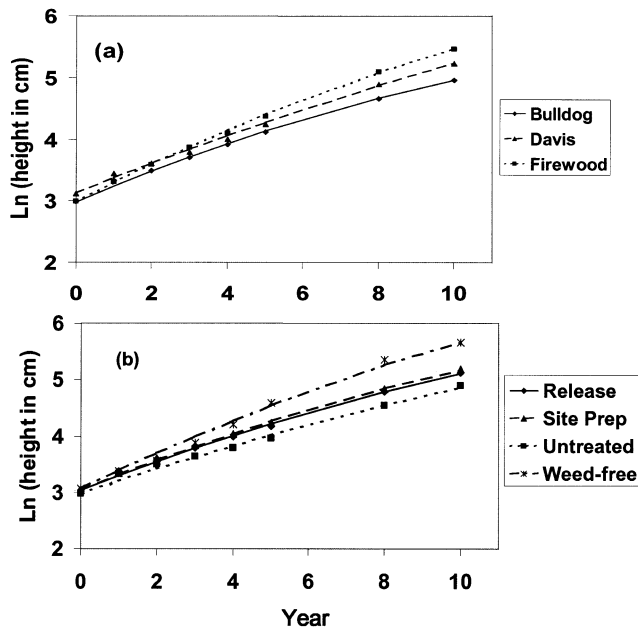 (a)
Ln (height in cm)
6
5
4
3
2
0 2 4 6 8 10
Bulldog
Davis
Firewood
(b)
Ln (height in cm)
6
5
4
3
2
0 2 4 6 8 10
Year
Release
Site Prep
Untreated
Weed-free